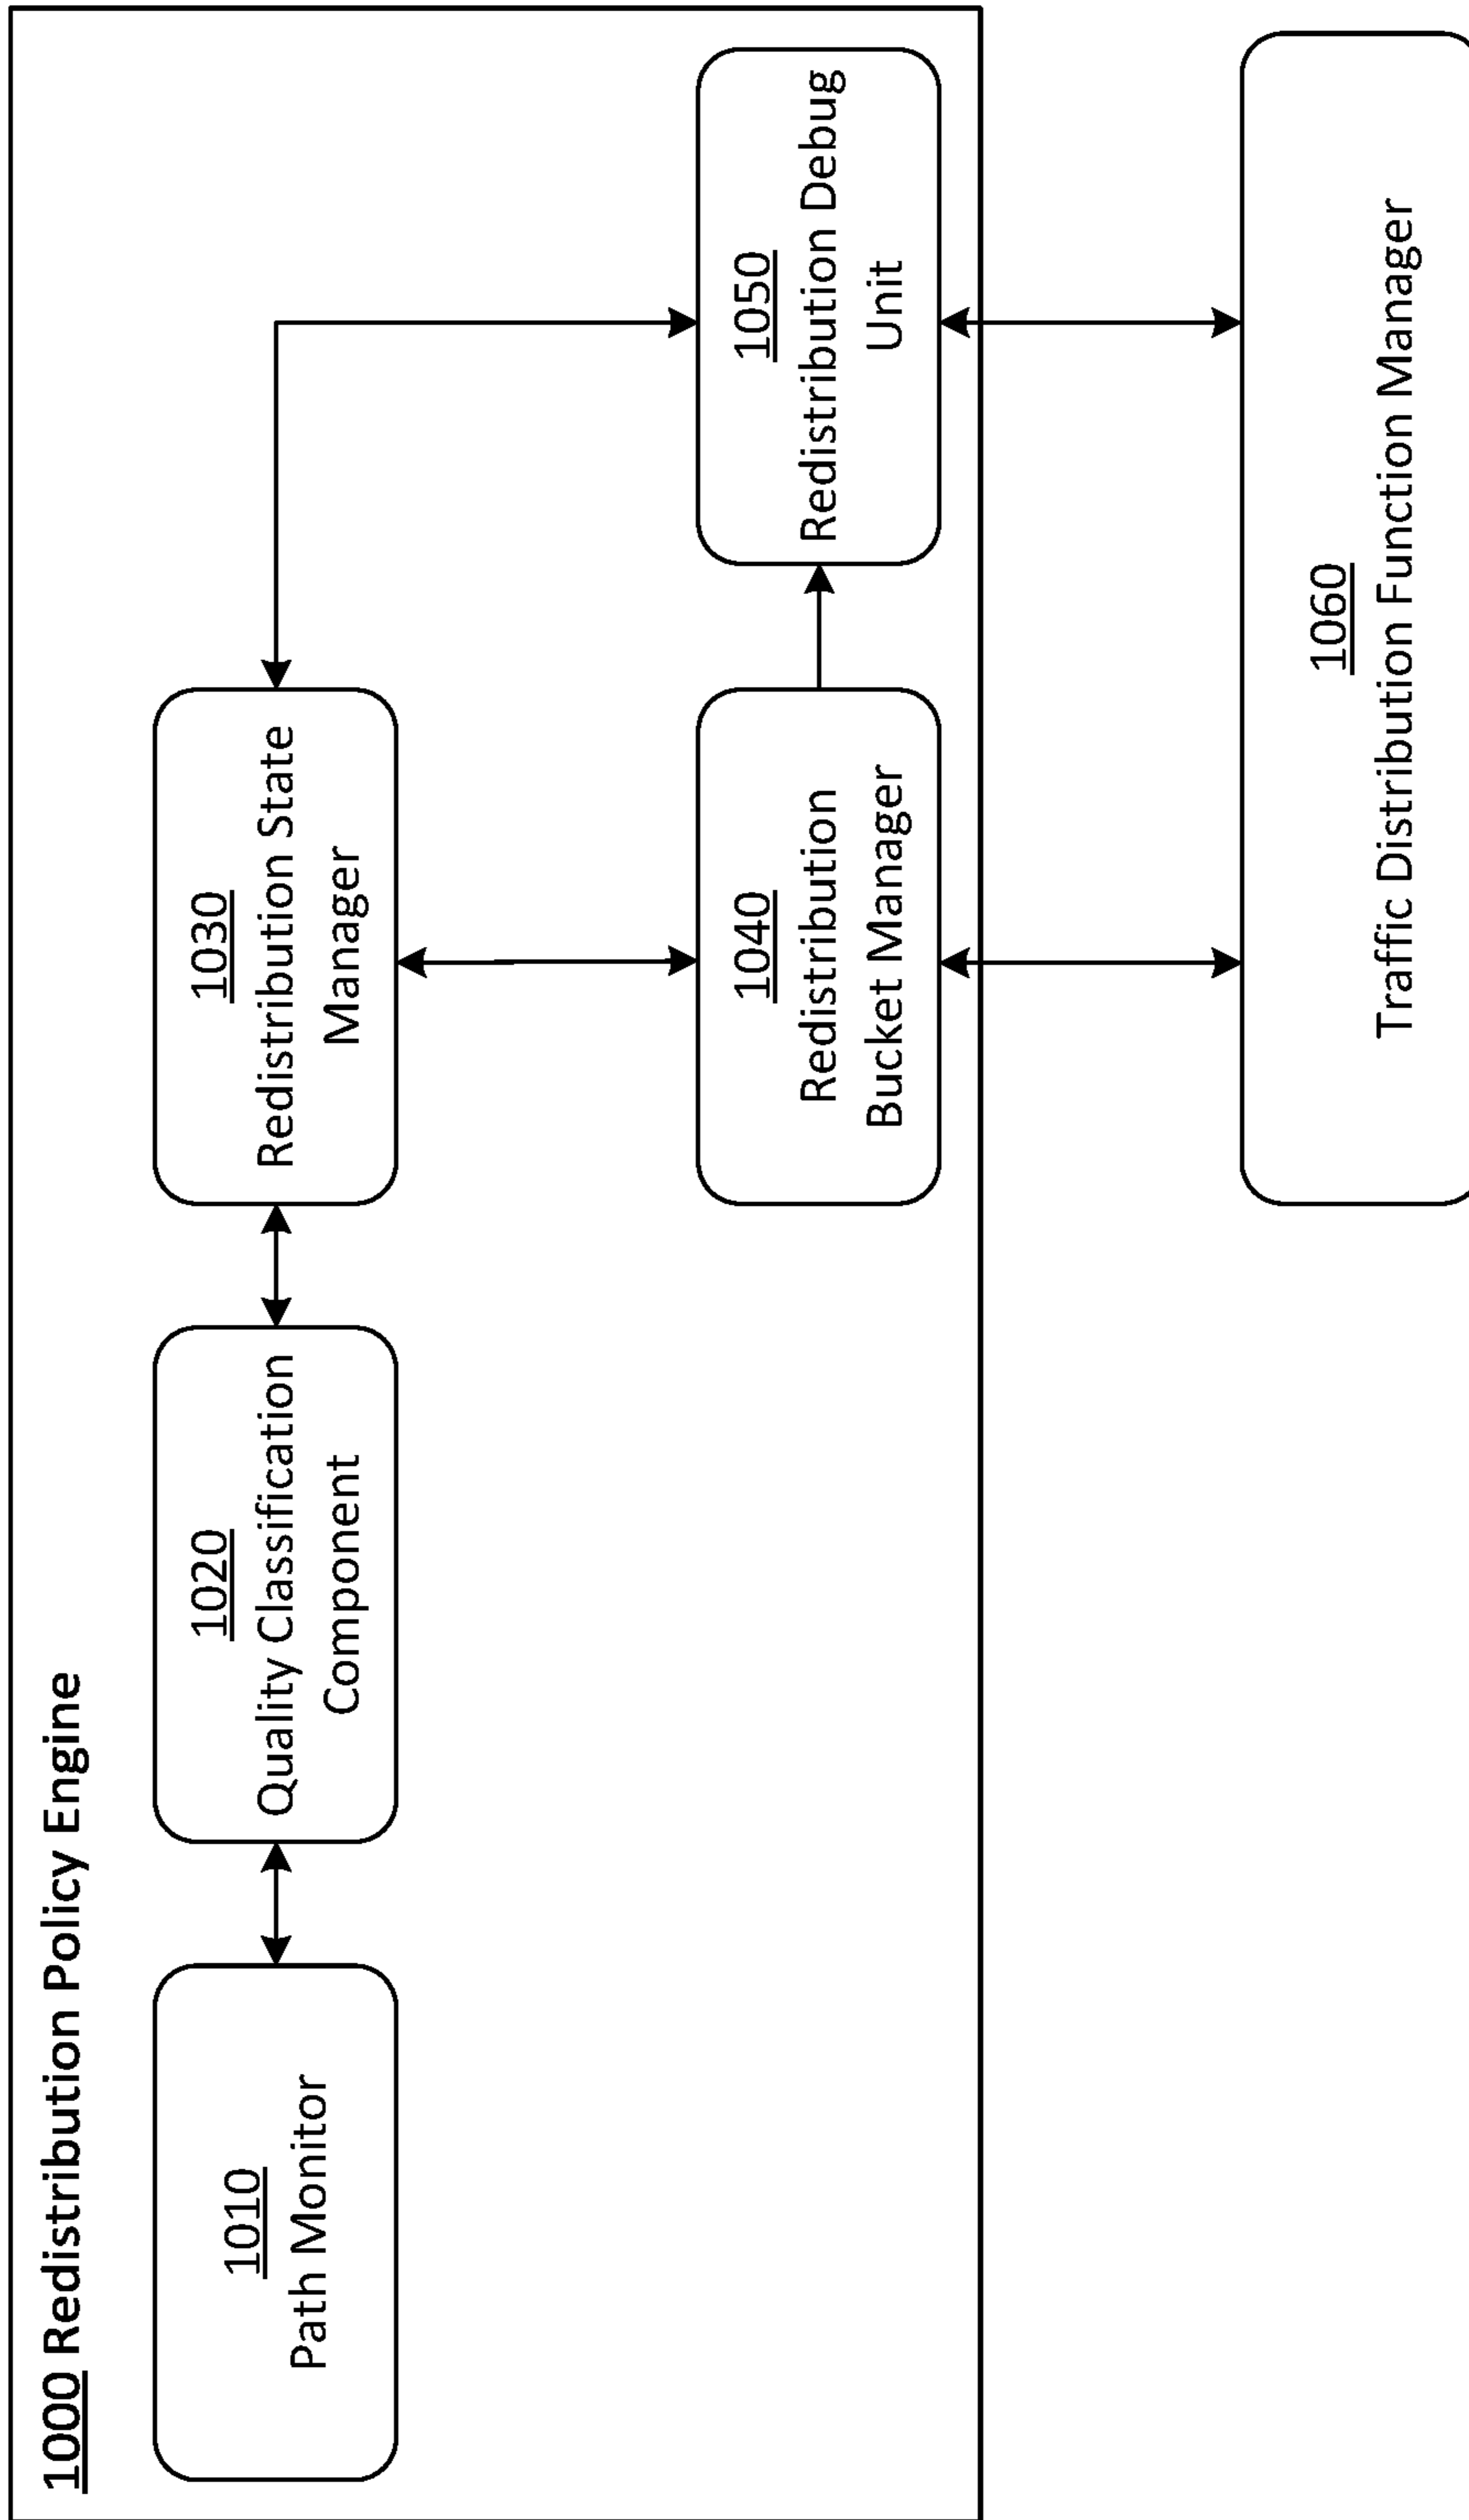 1000 Redistribution Policy Engine
1010
Path Monitor
1020
Quality Classification
Component
1030
Redistribution State
Manager
1040
Redistribution
Bucket Manager
1050
Redistribution Debug
Unit
1060
Traffic Distribution Function Manager